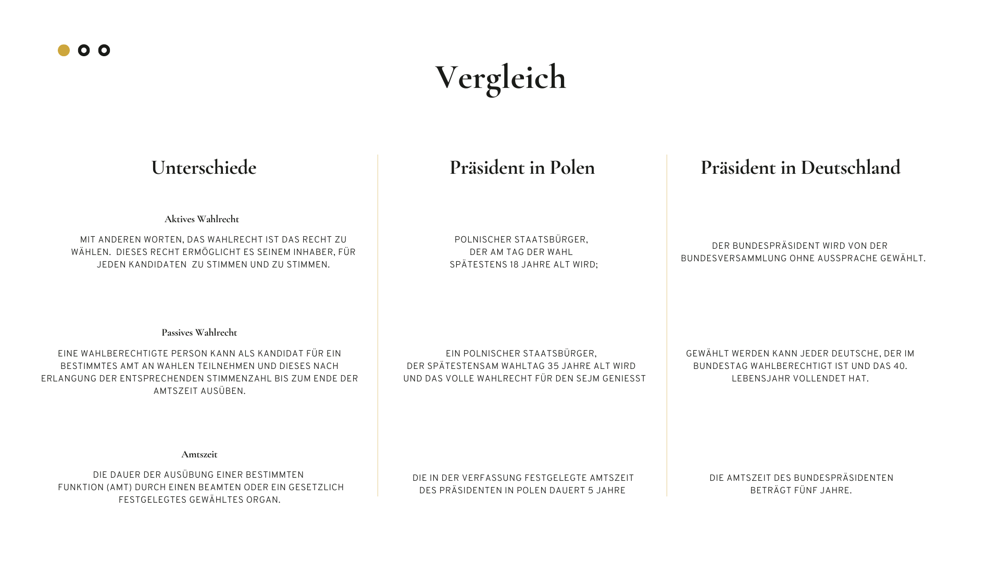 Vergleich
Unterschiede
Präsident in Polen
Präsident in Deutschland
Aktives Wahlrecht
MIT ANDEREN WORTEN, DAS WAHLRECHT IST DAS RECHT ZU
WÄHLEN.  DIESES RECHT ERMÖGLICHT ES SEINEM INHABER, FÜR
JEDEN KANDIDATEN  ZU STIMMEN UND ZU STIMMEN.
POLNISCHER STAATSBÜRGER,
DER AM TAG DER WAHL
SPÄTESTENS 18 JAHRE ALT WIRD;
DER BUNDESPRÄSIDENT WIRD VON DER
BUNDESVERSAMMLUNG OHNE AUSSPRACHE GEWÄHLT.
Passives Wahlrecht
EINE WAHLBERECHTIGTE PERSON KANN ALS KANDIDAT FÜR EIN
BESTIMMTES AMT AN WAHLEN TEILNEHMEN UND DIESES NACH
ERLANGUNG DER ENTSPRECHENDEN STIMMENZAHL BIS ZUM ENDE DER
AMTSZEIT AUSÜBEN.
EIN POLNISCHER STAATSBÜRGER,
DER SPÄTESTENSAM WAHLTAG 35 JAHRE ALT WIRD
UND DAS VOLLE WAHLRECHT FÜR DEN SEJM GENIESST
GEWÄHLT WERDEN KANN JEDER DEUTSCHE, DER IM
BUNDESTAG WAHLBERECHTIGT IST UND DAS 40.
LEBENSJAHR VOLLENDET HAT.
Amtszeit
DIE DAUER DER AUSÜBUNG EINER BESTIMMTEN
FUNKTION (AMT) DURCH EINEN BEAMTEN ODER EIN GESETZLICH
FESTGELEGTES GEWÄHLTES ORGAN.
DIE IN DER VERFASSUNG FESTGELEGTE AMTSZEIT
DES PRÄSIDENTEN IN POLEN DAUERT 5 JAHRE
DIE AMTSZEIT DES BUNDESPRÄSIDENTEN
BETRÄGT FÜNF JAHRE.